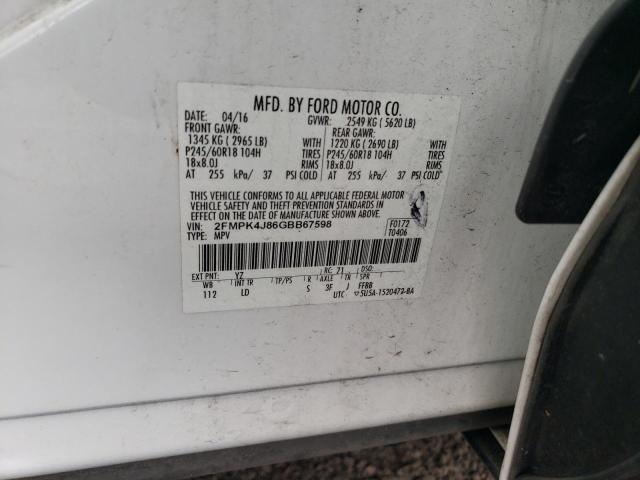 MFD. BY FORD MOTOR CO.
DATE: 04/16 GVWR: 2549 KG ( 5620 LB)
FRONT GAWR: REAR GAWR:
1345 KG ( 2965 LB) WITH 1220 KG ( 2690 LB) WITH
P245/60R18 104H TIRES P245/60R18 104H TIRES
18x8.0J RIMS 18x8.0J RIMS
AT 255 kPa/ 37 PSI COLD AT 255 kPa/ 37 PSI COLD
THIS VEHICLE CONFORMS TO ALL APPLICABLE FEDERAL MOTOR
VEHICLE SAFETY AND BUMPER STANDARDS IN EFFECT ON THE DATE OF
MANUFACTURE SHOWN ABOVE.
VIN: 2FMPK4J86GBB67598 F0172
TYPE: MPV T0406
EXT PNT: YZ RC: 21 DSO:
WB INT TR TP/PS R AXLE TR SPR
112 LD S 3F J FFBB
UTC ▽5U5A-1520472-BA